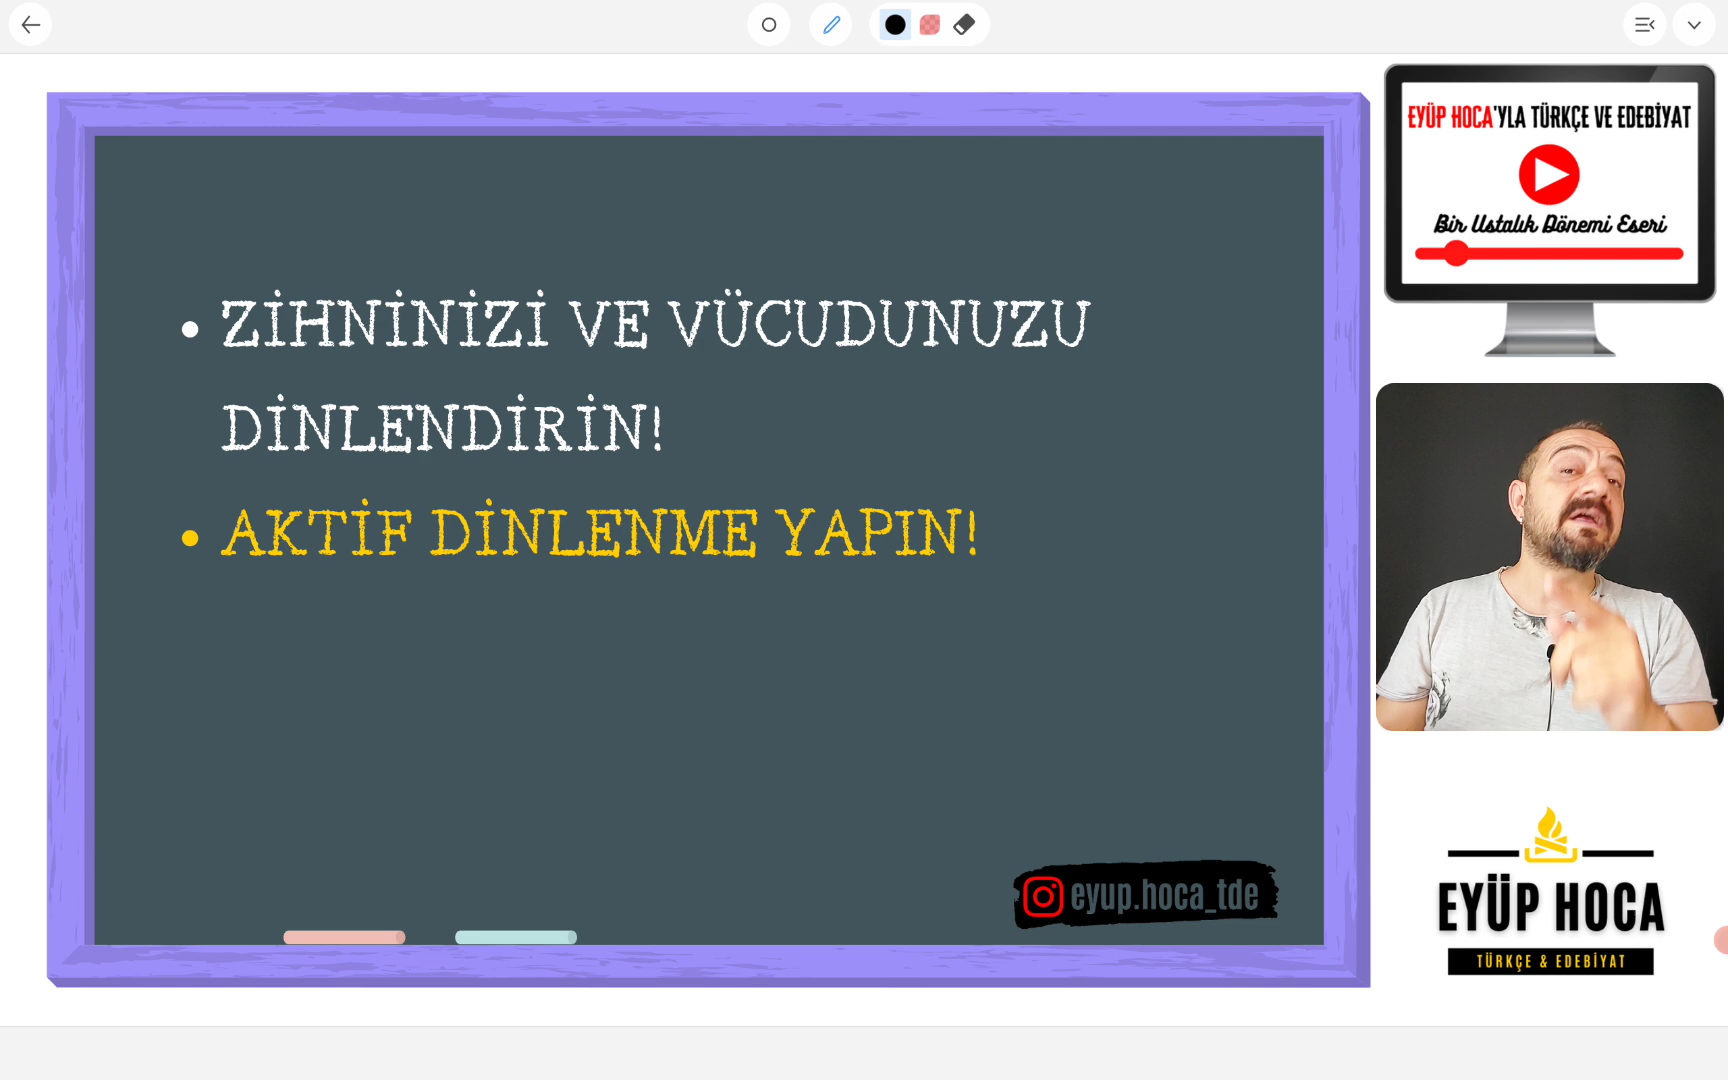 ZİHNİNİZİ VE VÜCUDUNUZU
DİNLENDİRİN!
AKTİF DİNLENME YAPIN!
eyup.hoca_tde
EYÜP HOCA'YLA TÜRKÇE VE EDEBİYAT
Bir Ustalık Dönemi Eseri
EYÜP HOCA
TÜRKÇE & EDEBİYAT